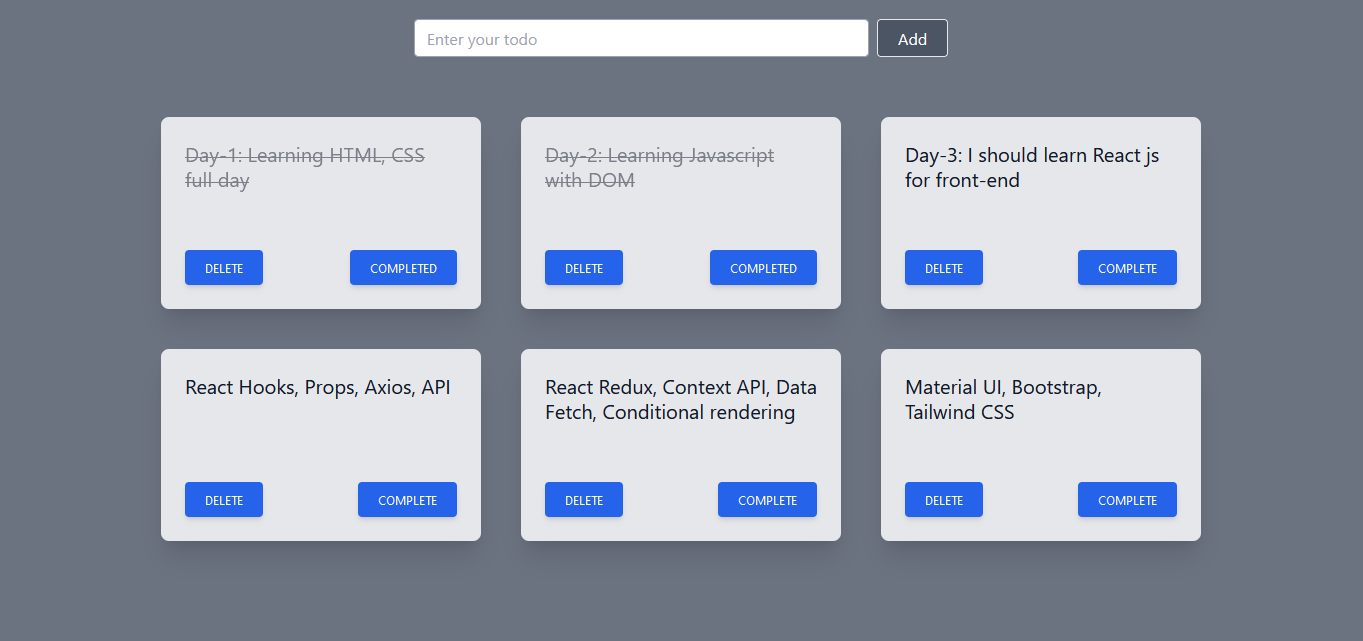 Enter your todo
Add
Day-1: Learning HTML, CSS
full day
DELETE
COMPLETED
Day-2: Learning Javascript
with DOM
DELETE
COMPLETED
Day-3: I should learn React js
for front-end
DELETE
COMPLETE
React Hooks, Props, Axios, API
DELETE
COMPLETE
React Redux, Context API, Data
Fetch, Conditional rendering
DELETE
COMPLETE
Material UI, Bootstrap,
Tailwind CSS
DELETE
COMPLETE